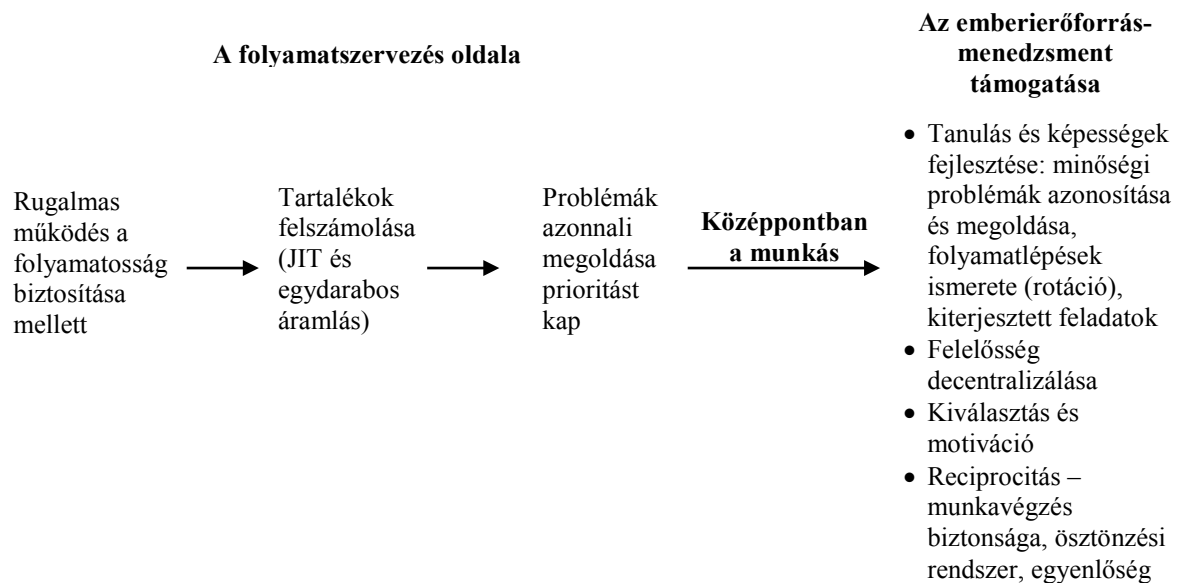 A folyamatszervezés oldala
Az emberierőforrás-
menedzsment
támogatása
Rugalmas
működés a
folyamatosság
biztosítása
mellett
Tartalékok
felszámolása
(JIT és
egydarabos
áramlás)
Problémák
azonnali
megoldása
prioritást
kap
Középpontban
a munkás
• Tanulás és képességek
fejlesztése: minőségi
problémák azonosítása
és megoldása,
folyamatlépések
ismerete (rotáció),
kiterjesztett feladatok
• Felelősség
decentralizálása
• Kiválasztás és
motiváció
• Reciprocitás –
munkavégzés
biztonsága, ösztönzési
rendszer, egyenlőség